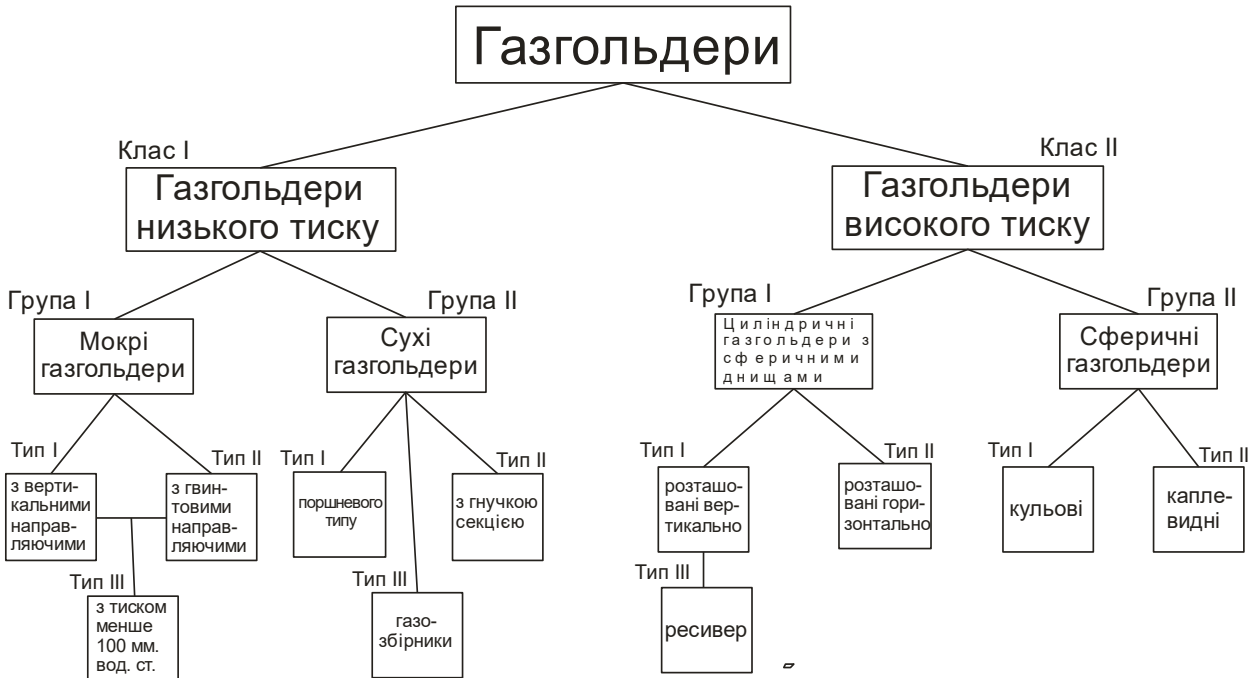 Газгольдери
Клас I
Клас II
Газгольдери
низького тиску
Газгольдери
високого тиску
Група I
Група II
Група I
Група II
Мокрі
газгольдери
Сухі
газгольдери
Циліндричні
газгольдери з
сферичними
днищами
Сферичні
газгольдери
Тип I
Тип II
Тип I
Тип II
Тип I
Тип II
Тип I
Тип II
з верти-
кальними
направ-
ляючими
з гвин-
товими
направ-
ляючими
поршневого
типу
з гнучкою
секцією
розташо-
вані вер-
тикально
розташо-
вані гори-
зонтально
кульові
капле-
видні
Тип III
Тип III
Тип III
з тиском
менше
100 мм.
вод. ст.
газо-
збірники
ресивер